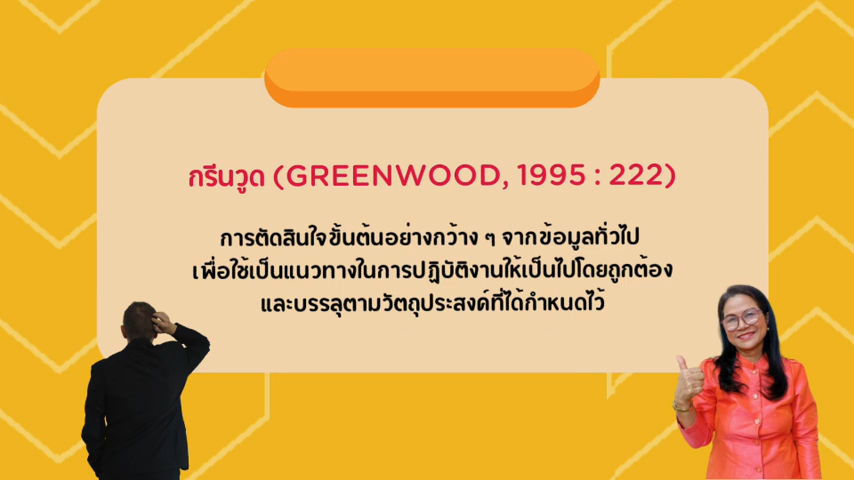 กรีนวูด (GREENWOOD, 1995 : 222)
การตัดสินใจขั้นต้นอย่างกว้าง ๆ จากข้อมูลทั่วไป
เพื่อใช้เป็นแนวทางในการปฏิบัติงานให้เป็นไปโดยถูกต้อง
และบรรลุตามวัตถุประสงค์ที่ได้กำหนดไว้